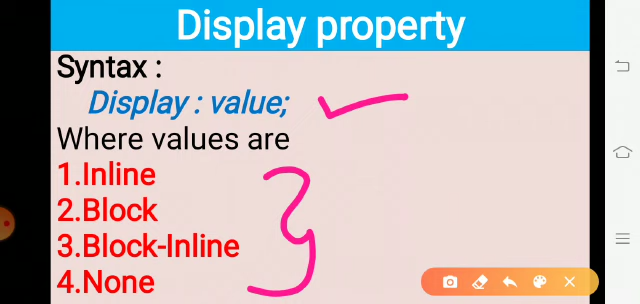 Display property
Syntax :
Display : value;
Where values are
1.Inline
2.Block
3.Block-Inline
4.None